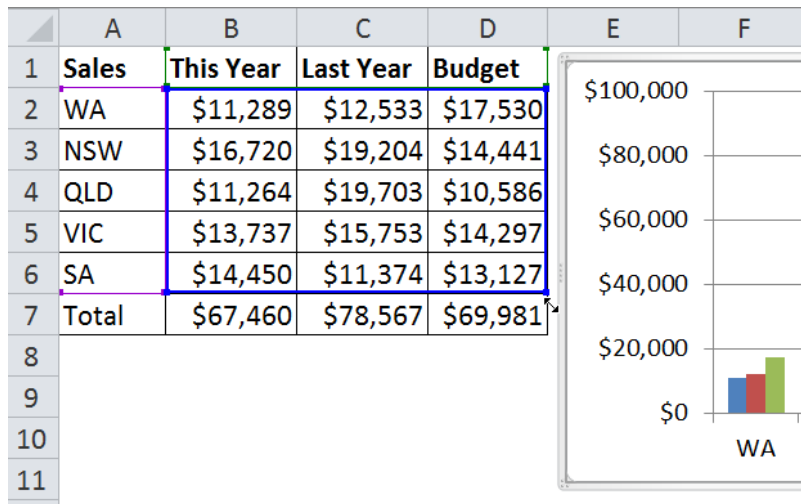 A B C D E F
1 Sales This Year Last Year Budget
2 WA $11,289 $12,533 $17,530
3 NSW $16,720 $19,204 $14,441
4 QLD $11,264 $19,703 $10,586
5 VIC $13,737 $15,753 $14,297
6 SA $14,450 $11,374 $13,127
7 Total $67,460 $78,567 $69,981
8
9
10
11
$100,000
$80,000
$60,000
$40,000
$20,000
$0
WA